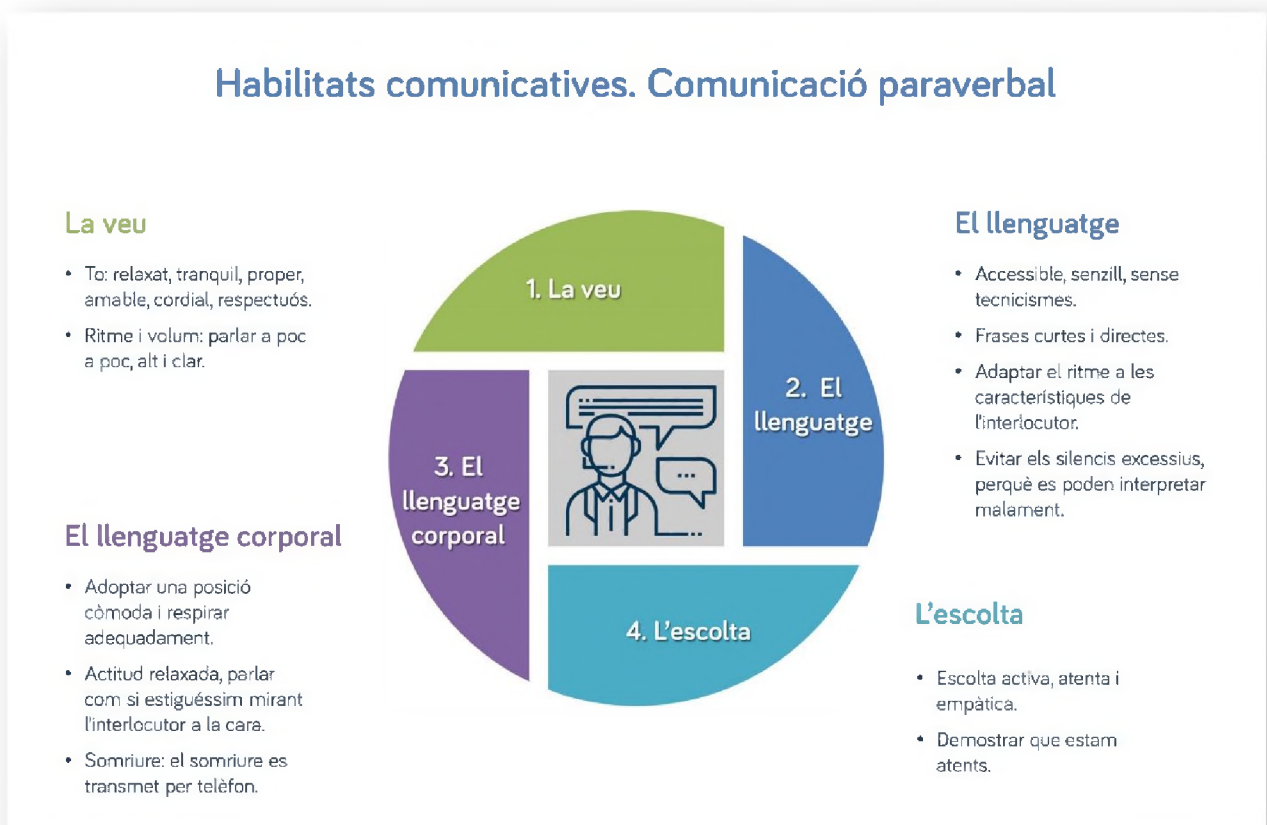 Habilitats comunicatives. Comunicació paraverbal
La veu
• To: relaxat, tranquil, proper,
amable, cordial, respectuós.
• Ritme i volum: parlar a poc
a poc, alt i clar.
El llenguatge corporal
• Adoptar una posició
còmoda i respirar
adequadament.
• Actitud relaxada, parlar
com si estiguéssim mirant
l'interlocutor a la cara.
• Somriure: el somriure es
transmet per telèfon.
1. La veu
2. El
llenguatge
3. El
llenguatge
corporal
4. L'escolta
El llenguatge
• Accessible, senzill, sense
tecnicismes.
• Frases curtes i directes.
• Adaptar el ritme a les
característiques de
l'interlocutor.
• Evitar els silencis excessius,
perquè es poden interpretar
malament.
L'escolta
• Escolta activa, atenta i
empàtica.
• Demostrar que estam
atents.